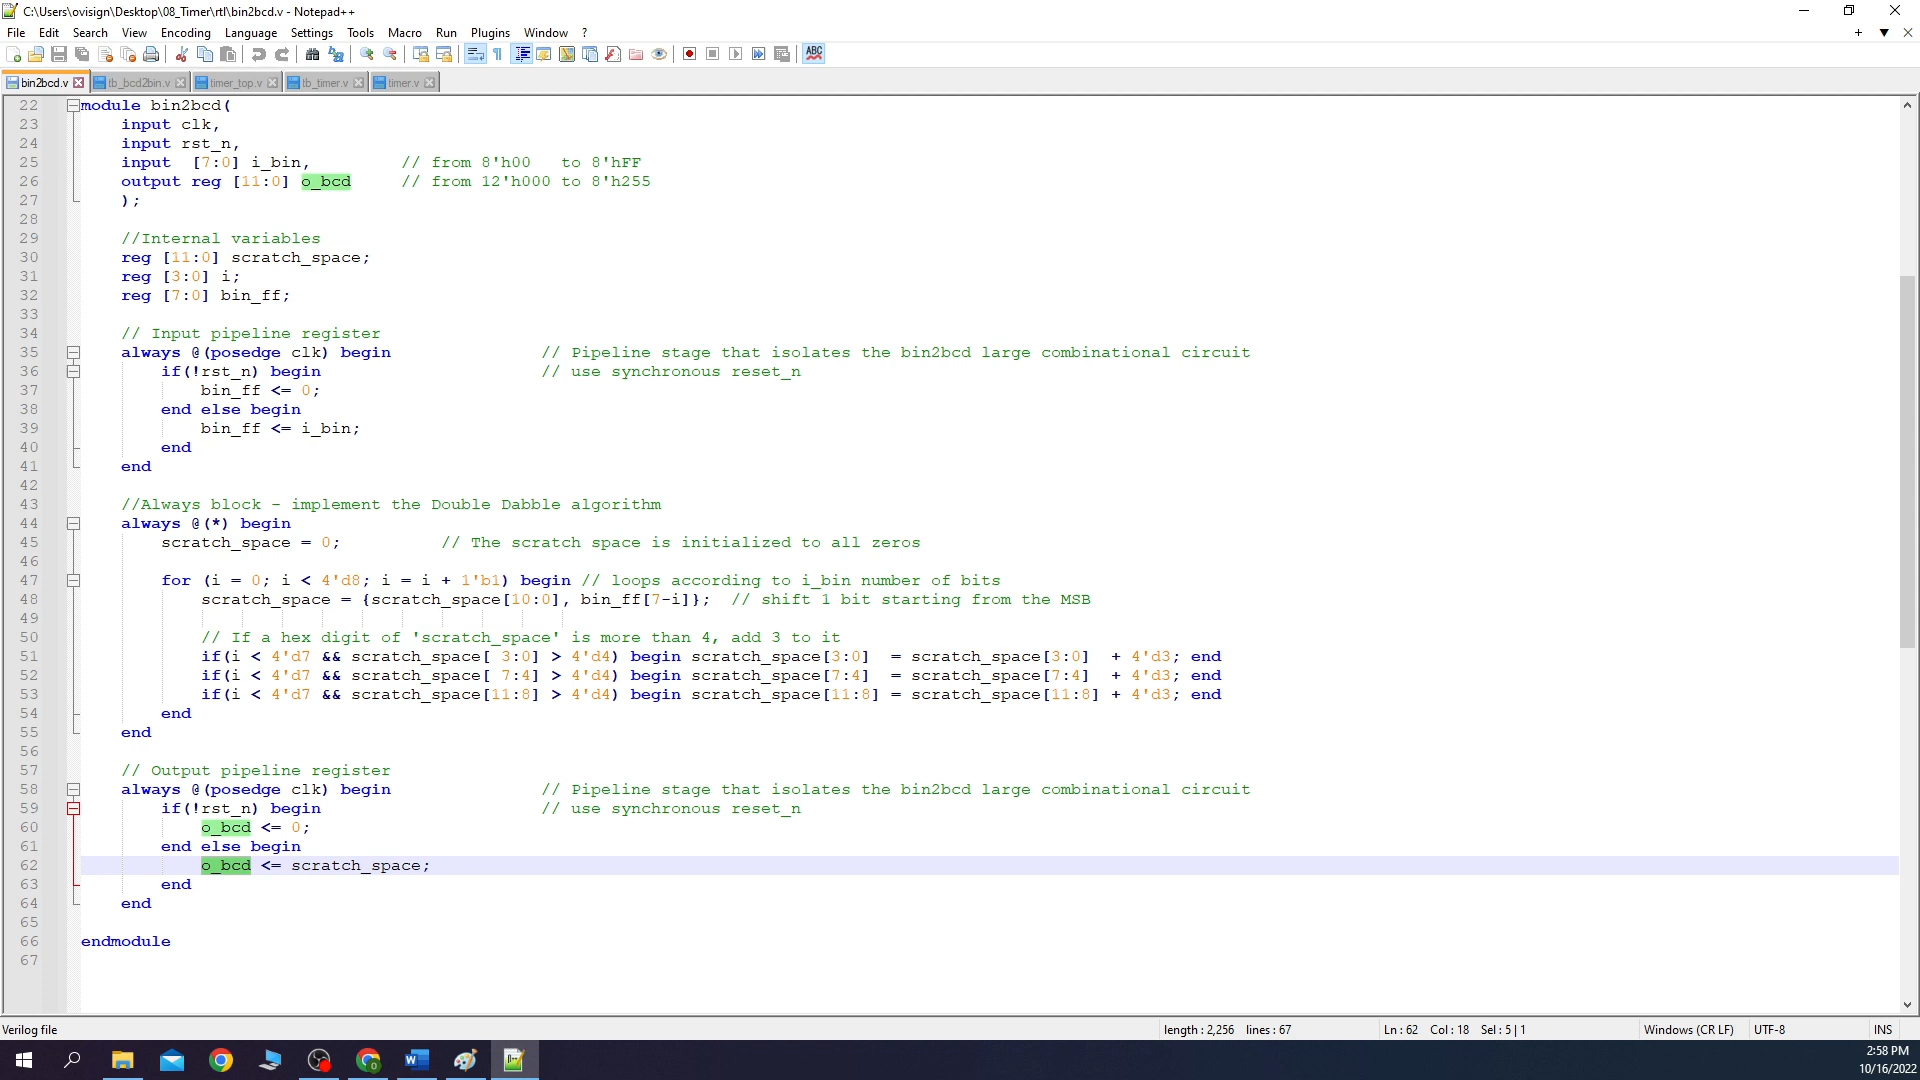 C:\Users\ovisign\Desktop\08_Timer\rtl\bin2bcd.v - Notepad++
File Edit Search View Encoding Language Settings Tools Macro Run Plugins Window ?
bin2bcd.v tb_bcd2bin.v timer_top.v tb_timer.v timer.v
22 module bin2bcd(
23 input clk,
24 input rst_n,
25 input  [7:0] i_bin,         // from 8'h00   to 8'hFF
26 output reg [11:0] o_bcd     // from 12'h000 to 8'h255
27 );
28
29 //Internal variables
30 reg [11:0] scratch_space;
31 reg [3:0] i;
32 reg [7:0] bin_ff;
33
34 // Input pipeline register
35 always @(posedge clk) begin               // Pipeline stage that isolates the bin2bcd large combinational circuit
36 if(!rst_n) begin                      // use synchronous reset_n
37 bin_ff <= 0;
38 end else begin
39 bin_ff <= i_bin;
40 end
41 end
42
43 //Always block - implement the Double Dabble algorithm
44 always @(*) begin
45 scratch_space = 0;          // The scratch space is initialized to all zeros
46
47 for (i = 0; i < 4'd8; i = i + 1'b1) begin // loops according to i_bin number of bits
48 scratch_space = {scratch_space[10:0], bin_ff[7-i]};  // shift 1 bit starting from the MSB
49
50 // If a hex digit of 'scratch_space' is more than 4, add 3 to it
51 if(i < 4'd7 && scratch_space[ 3:0] > 4'd4) begin scratch_space[3:0]  = scratch_space[3:0]  + 4'd3; end
52 if(i < 4'd7 && scratch_space[ 7:4] > 4'd4) begin scratch_space[7:4]  = scratch_space[7:4]  + 4'd3; end
53 if(i < 4'd7 && scratch_space[11:8] > 4'd4) begin scratch_space[11:8] = scratch_space[11:8] + 4'd3; end
54 end
55 end
56
57 // Output pipeline register
58 always @(posedge clk) begin               // Pipeline stage that isolates the bin2bcd large combinational circuit
59 if(!rst_n) begin                      // use synchronous reset_n
60 o_bcd <= 0;
61 end else begin
62 o_bcd <= scratch_space;
63 end
64 end
65
66 endmodule
67
Verilog file length : 2,256 lines : 67 Ln : 62 Col : 18 Sel : 5 | 1 Windows (CR LF) UTF-8 INS
2:58 PM
10/16/2022